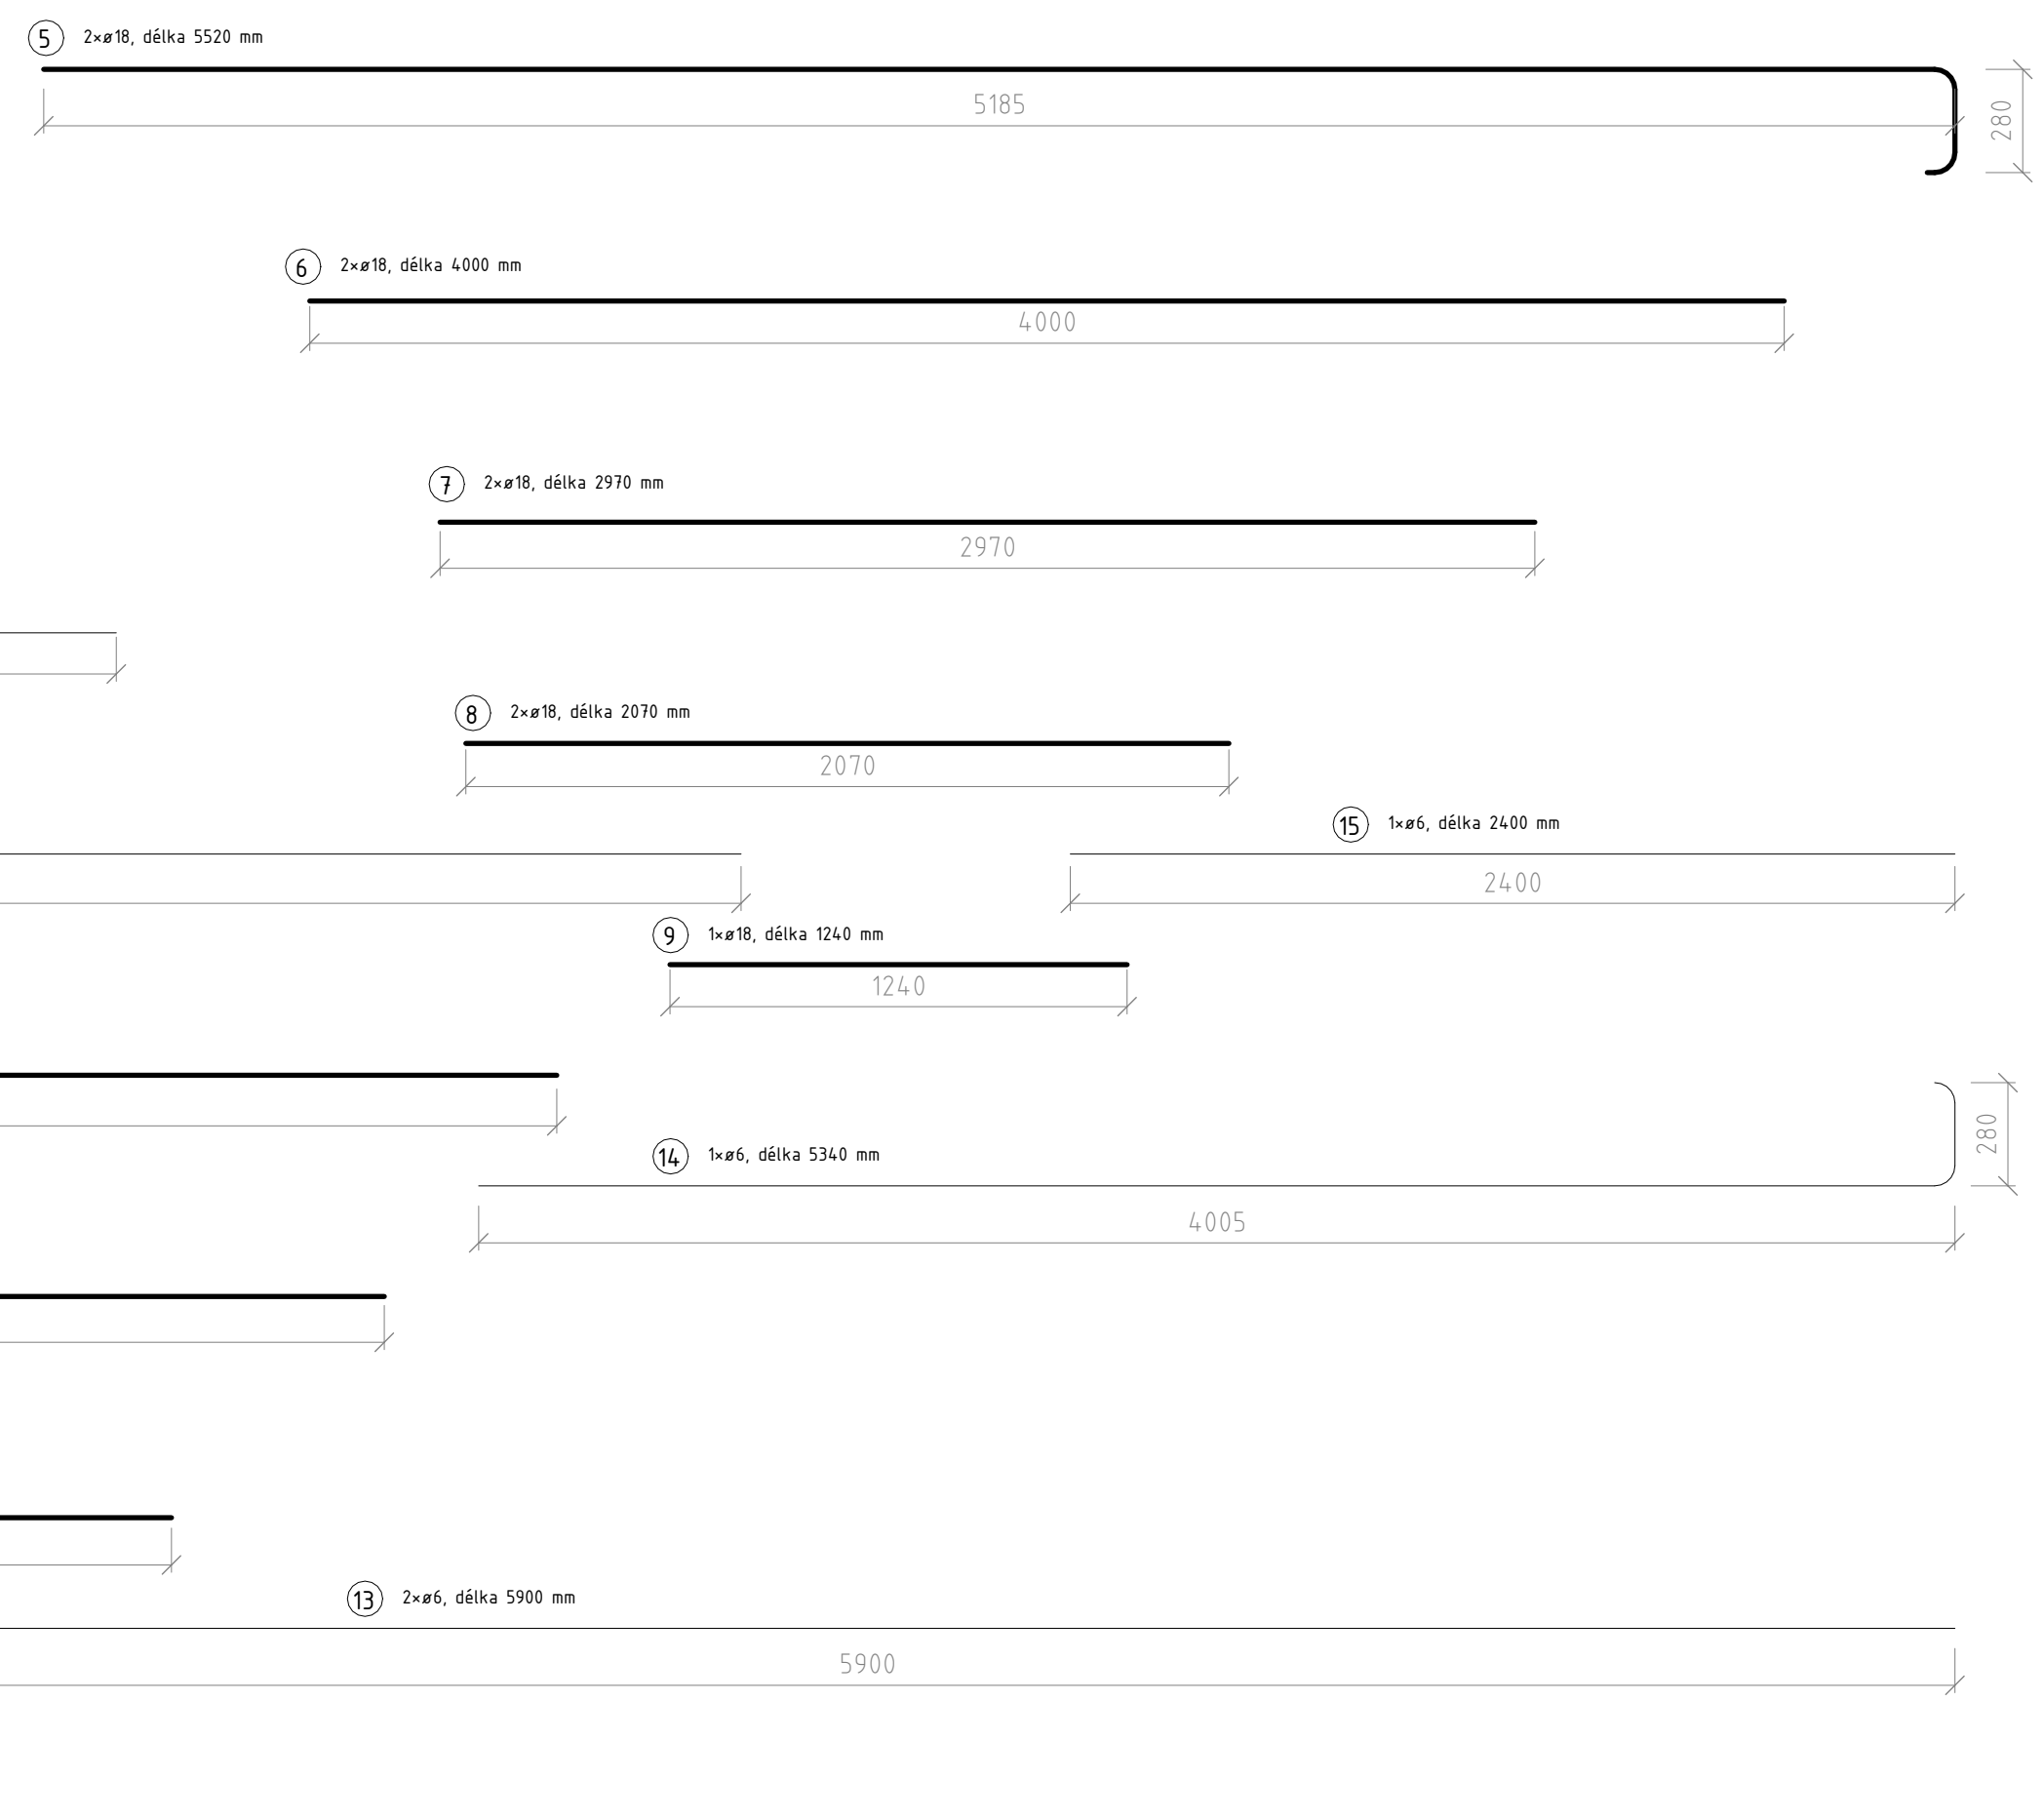 5 2×ø18, délka 5520 mm
5185
280
6 2×ø18, délka 4000 mm
4000
7 2×ø18, délka 2970 mm
2970
8 2×ø18, délka 2070 mm
2070
15 1×ø6, délka 2400 mm
2400
9 1×ø18, délka 1240 mm
1240
280
14 1×ø6, délka 5340 mm
4005
13 2×ø6, délka 5900 mm
5900